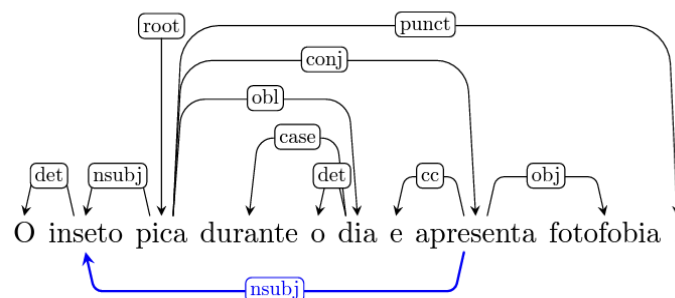 root
punct
conj
obl
case
det nsubj det cc obj
O inseto pica durante o dia e apresenta fotofobia
nsubj